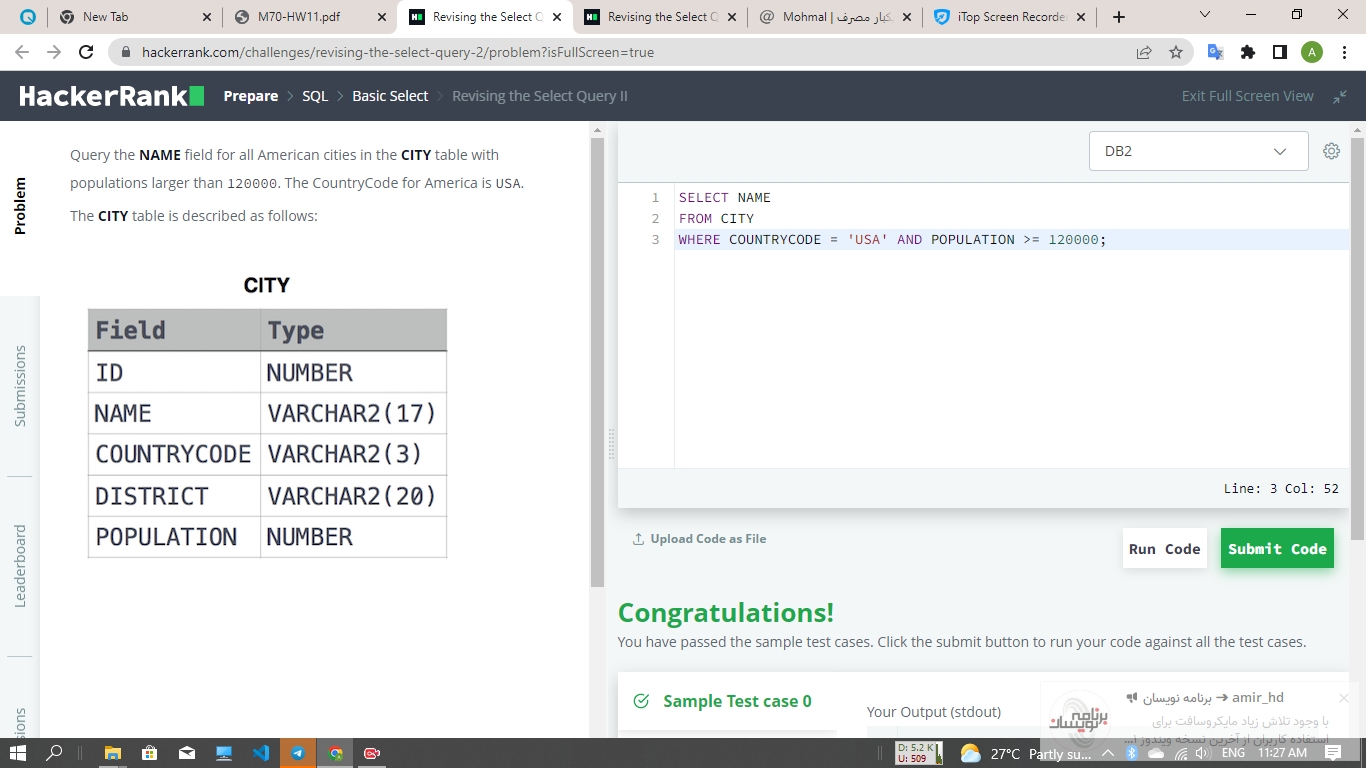 New Tab
M70-HW11.pdf
Revising the Select Q
Revising the Select Q
Mohmal | یکبار مصرف
iTop Screen Recorde
hackerrank.com/challenges/revising-the-select-query-2/problem?isFullScreen=true
A
HackerRank
Prepare > SQL > Basic Select > Revising the Select Query II
Exit Full Screen View
Problem
Submissions
Leaderboard
Query the NAME field for all American cities in the CITY table with
populations larger than 120000. The CountryCode for America is USA.
The CITY table is described as follows:
CITY
Field Type
ID NUMBER
NAME VARCHAR2(17)
COUNTRYCODE VARCHAR2(3)
DISTRICT VARCHAR2(20)
POPULATION NUMBER
DB2
1 SELECT NAME
2 FROM CITY
3 WHERE COUNTRYCODE = 'USA' AND POPULATION >= 120000;
Line: 3 Col: 52
Upload Code as File
Run Code
Submit Code
Congratulations!
You have passed the sample test cases. Click the submit button to run your code against all the test cases.
Sample Test case 0
Your Output (stdout)
برنامه نویسان → amir_hd
با وجود تلاش زیاد مایکروسافت برای
استفاده کاربران از آخرین نسخه ویندوز
برنامه نویسان
D: 5.2 K
U: 509
27°C Partly su...
ENG
11:27 AM